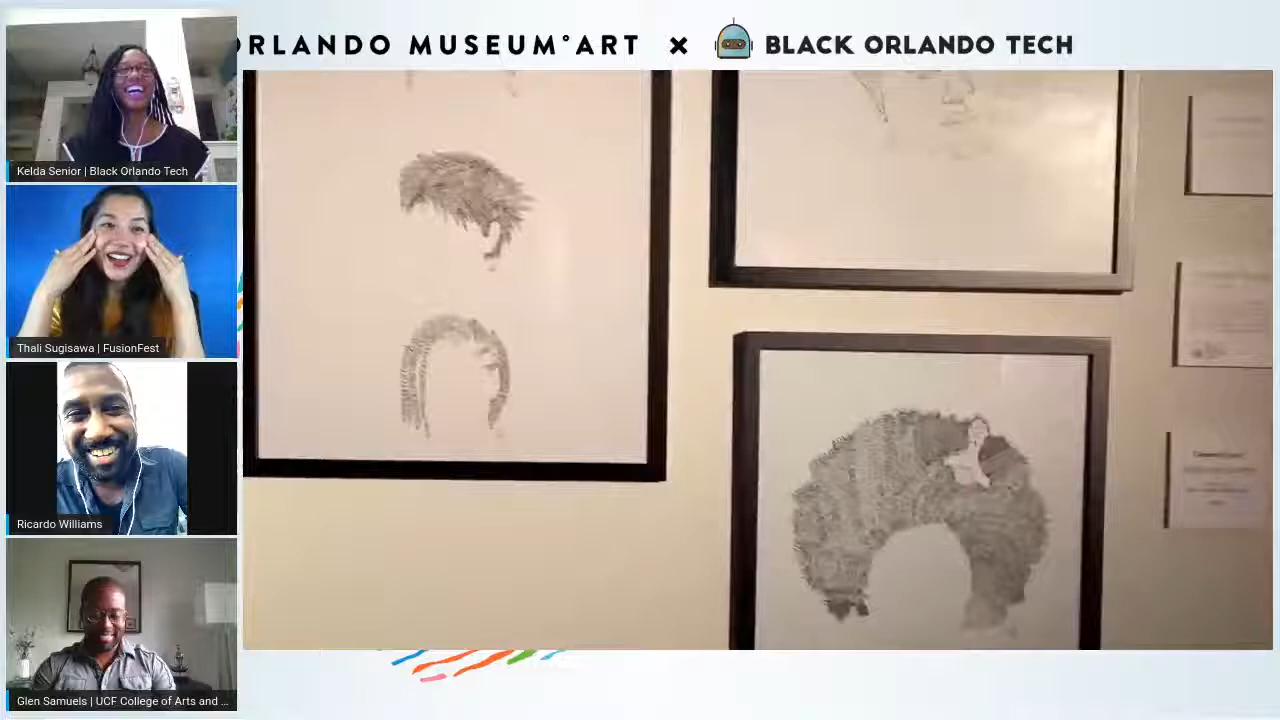 RLANDO MUSEUM°ART × BLACK ORLANDO TECH
Kelda Senior | Black Orlando Tech
Thali Sugisawa | FusionFest
Ricardo Williams
Glen Samuels | UCF College of Arts and ...